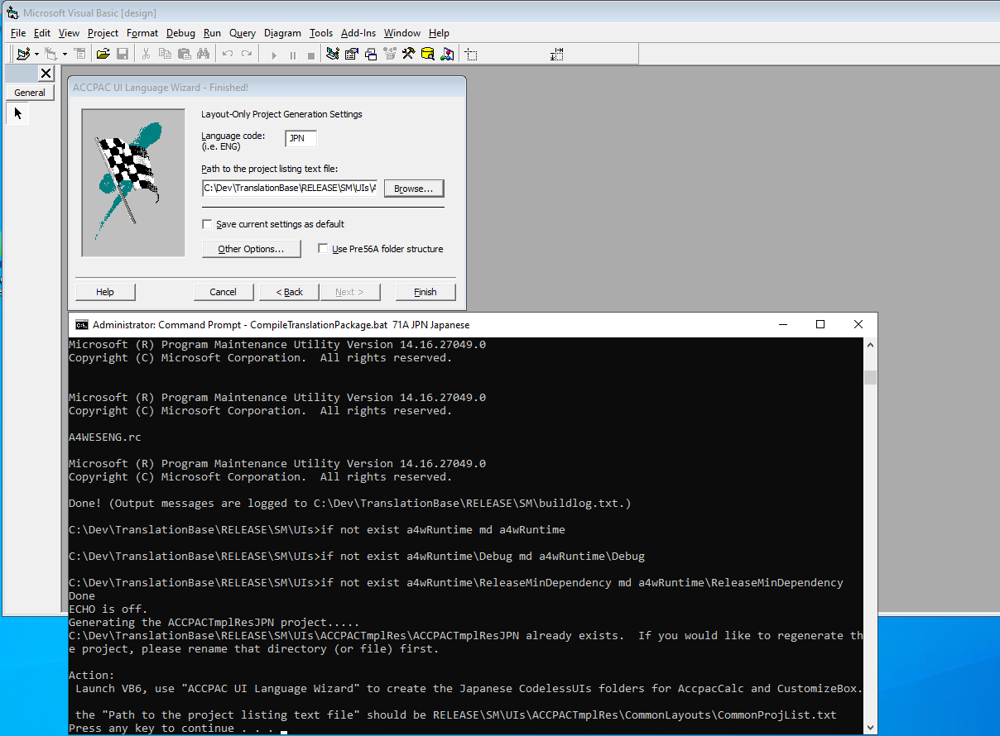 Microsoft Visual Basic [design]
File Edit View Project Format Debug Run Query Diagram Tools Add-Ins Window Help
General
ACCPAC UI Language Wizard - Finished!
Layout-Only Project Generation Settings
Language code:
(i.e. ENG)
JPN
Path to the project listing text file:
C:\Dev\TranslationBase\RELEASE\SM\UIs\A
Browse...
Save current settings as default
Other Options...
Use Pre56A folder structure
Help
Cancel
< Back
Next >
Finish
Administrator: Command Prompt - CompileTranslationPackage.bat 71A JPN Japanese
Microsoft (R) Program Maintenance Utility Version 14.16.27049.0
Copyright (C) Microsoft Corporation.  All rights reserved.
Microsoft (R) Program Maintenance Utility Version 14.16.27049.0
Copyright (C) Microsoft Corporation.  All rights reserved.
A4WESENG.rc
Microsoft (R) Program Maintenance Utility Version 14.16.27049.0
Copyright (C) Microsoft Corporation.  All rights reserved.
Done! (Output messages are logged to C:\Dev\TranslationBase\RELEASE\SM\buildlog.txt.)
C:\Dev\TranslationBase\RELEASE\SM\UIs>if not exist a4wRuntime md a4wRuntime
C:\Dev\TranslationBase\RELEASE\SM\UIs>if not exist a4wRuntime\Debug md a4wRuntime\Debug
C:\Dev\TranslationBase\RELEASE\SM\UIs>if not exist a4wRuntime\ReleaseMinDependency md a4wRuntime\ReleaseMinDependency
Done
ECHO is off.
Generating the ACCPACTmplResJPN project.....
C:\Dev\TranslationBase\RELEASE\SM\UIs\ACCPACTmplRes\ACCPACTmplResJPN already exists.  If you would like to regenerate th
e project, please rename that directory (or file) first.
Action:
Launch VB6, use "ACCPAC UI Language Wizard" to create the Japanese CodelessUIs folders for AccpacCalc and CustomizeBox.
the "Path to the project listing text file" should be RELEASE\SM\UIs\ACCPACTmplRes\CommonLayouts\CommonProjList.txt
Press any key to continue . . .